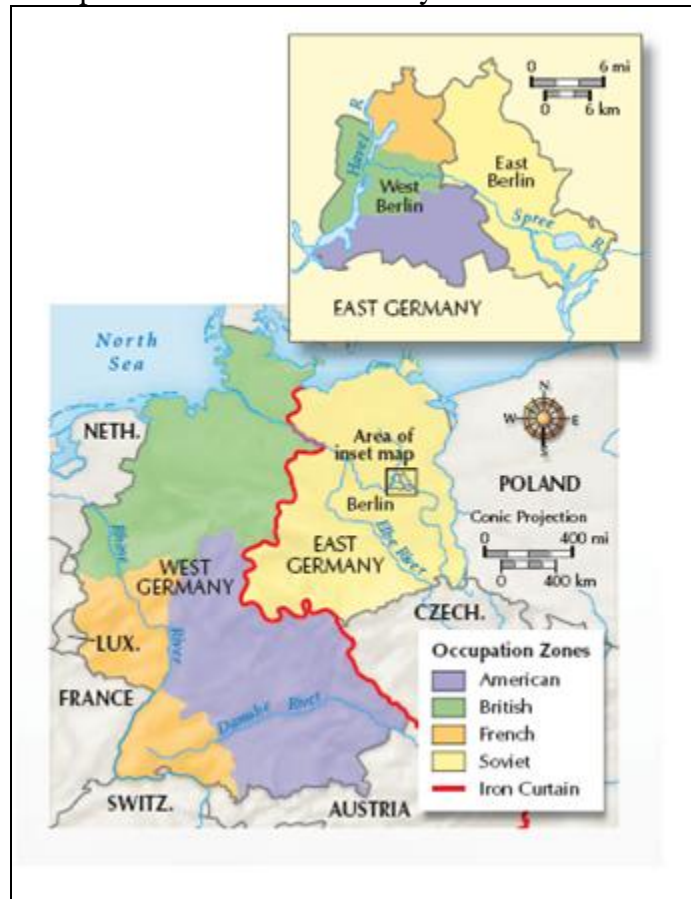 0 6 mi
0 6 km
Havel R.
East
Berlin
West
Berlin
Spree R.
EAST GERMANY
North
Sea
N
W E
S
NETH.
Area of
inset map
POLAND
Berlin
Conic Projection
0 400 mi
0 400 km
Rhine River
Elbe River
EAST
GERMANY
WEST
GERMANY
CZECH.
LUX.
FRANCE
Danube River
SWITZ.
AUSTRIA
Occupation Zones
American
British
French
Soviet
Iron Curtain